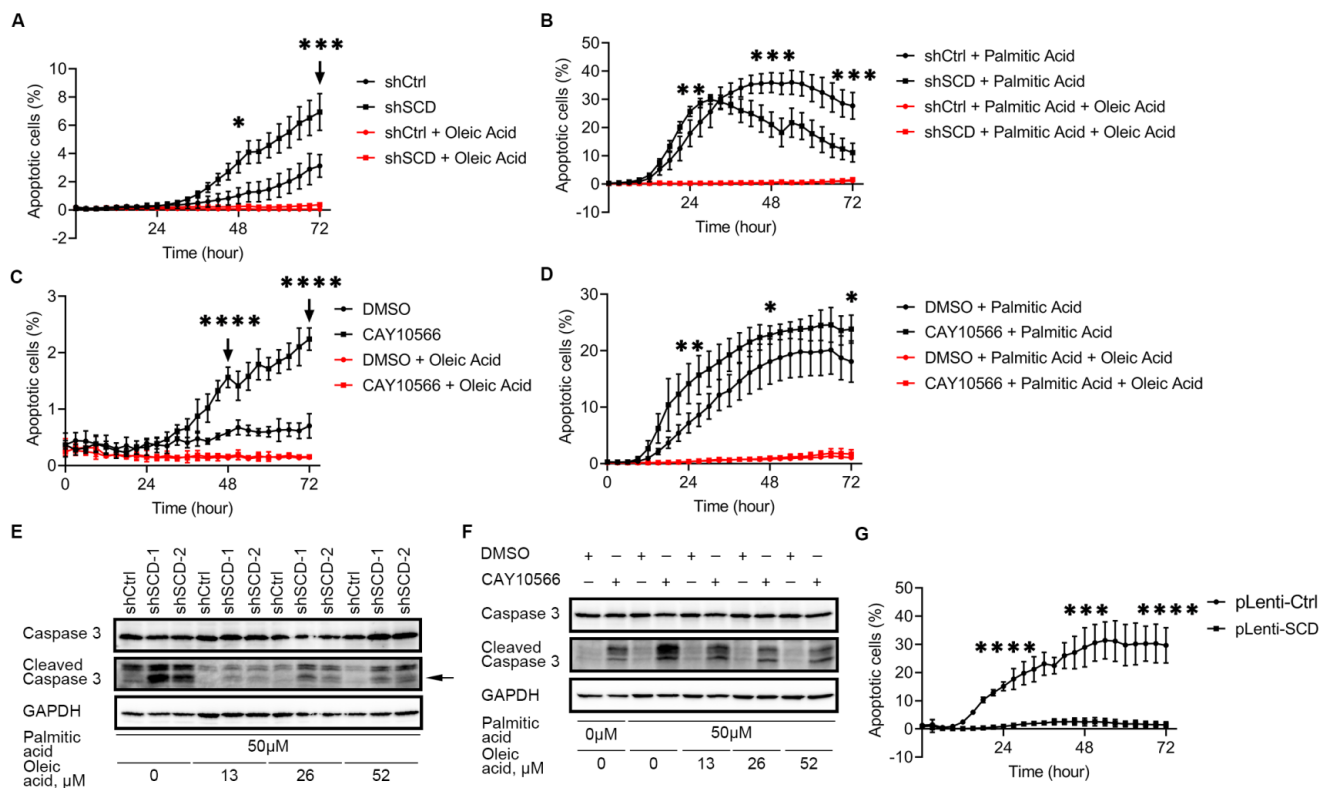 A
***
*
10
8
6
4
2
0
-2
24
48
72
Apoptotic cells (%)
Time (hour)
shCtrl
shSCD
shCtrl + Oleic Acid
shSCD + Oleic Acid
B
**
***
***
50
40
30
20
10
0
-10
24
48
72
Apoptotic cells (%)
Time (hour)
shCtrl + Palmitic Acid
shSCD + Palmitic Acid
shCtrl + Palmitic Acid + Oleic Acid
shSCD + Palmitic Acid + Oleic Acid
C
****
****
3
2
1
0
0
24
48
72
Apoptotic cells (%)
Time (hour)
DMSO
CAY10566
DMSO + Oleic Acid
CAY10566 + Oleic Acid
D
**
*
*
30
20
10
0
0
24
48
72
Apoptotic cells (%)
Time (hour)
DMSO + Palmitic Acid
CAY10566 + Palmitic Acid
DMSO + Palmitic Acid + Oleic Acid
CAY10566 + Palmitic Acid + Oleic Acid
E
shCtrl shSCD-1 shSCD-2 shCtrl shSCD-1 shSCD-2 shCtrl shSCD-1 shSCD-2 shCtrl shSCD-1 shSCD-2
Caspase 3
Cleaved
Caspase 3
GAPDH
Palmitic
acid
50µM
Oleic
acid, µM
0 13 26 52
F
DMSO + – + – + – + – + –
CAY10566 – + – + – + – + – +
Caspase 3
Cleaved
Caspase 3
GAPDH
Palmitic
acid
0µM 50µM
Oleic
acid, µM
0 0 13 26 52
G
****
***
****
50
40
30
20
10
0
-10
24
48
72
Apoptotic cells (%)
Time (hour)
pLenti-Ctrl
pLenti-SCD